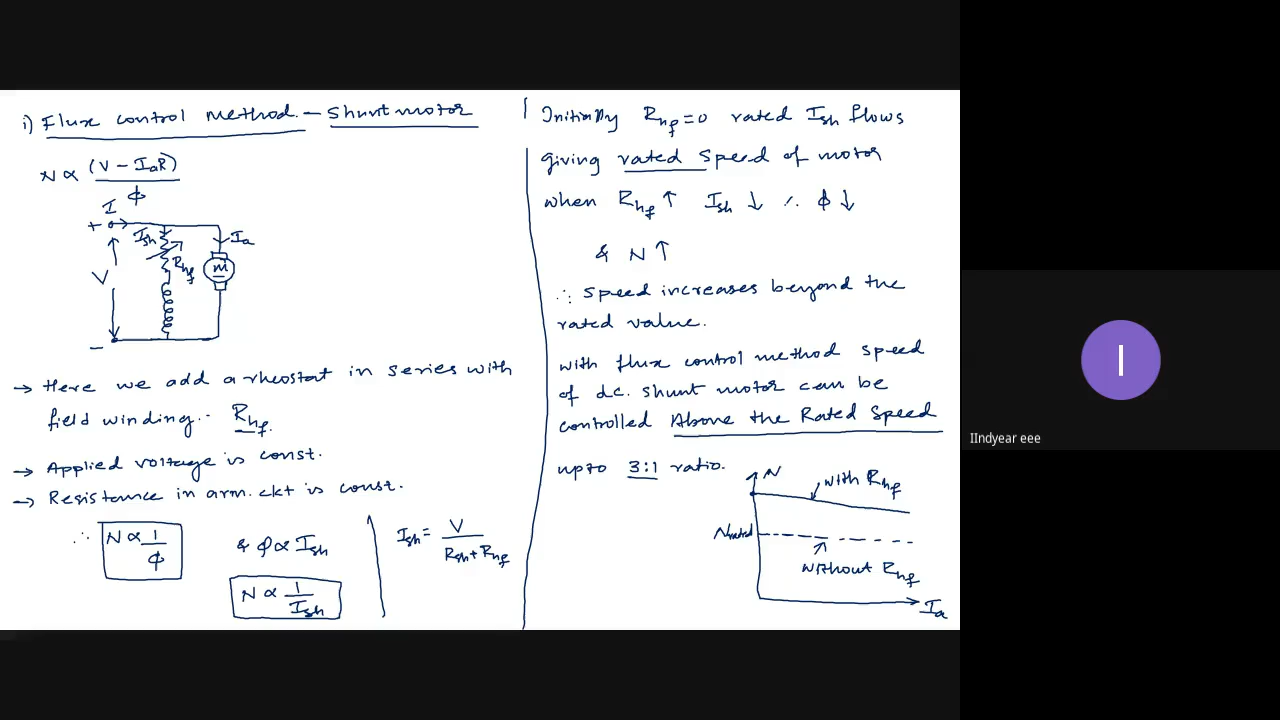 i) Flux control method. - Shunt motor
N ∝ (V - IaR) / ϕ
I
+
Ish
Ia
Rhf
V
M
-
→ Here we add a rheostat in series with
field winding.. Rhf.
→ Applied voltage is const.
→ Resistance in arm. ckt is const.
∴ N ∝ 1/ϕ & ϕ ∝ Ish
N ∝ 1/Ish
Ish = V / Rsh + Rhf
Initially Rhf = 0 rated Ish flows
giving rated speed of motor
when Rhf ↑ Ish ↓ ∴ ϕ ↓
& N ↑
∴ speed increases beyond the
rated value.
with flux control method speed
of d.c. shunt motor can be
controlled Above the Rated Speed
upto 3:1 ratio.
N
with Rhf
Nrated
without Rhf
Ia
I
IIndyear eee